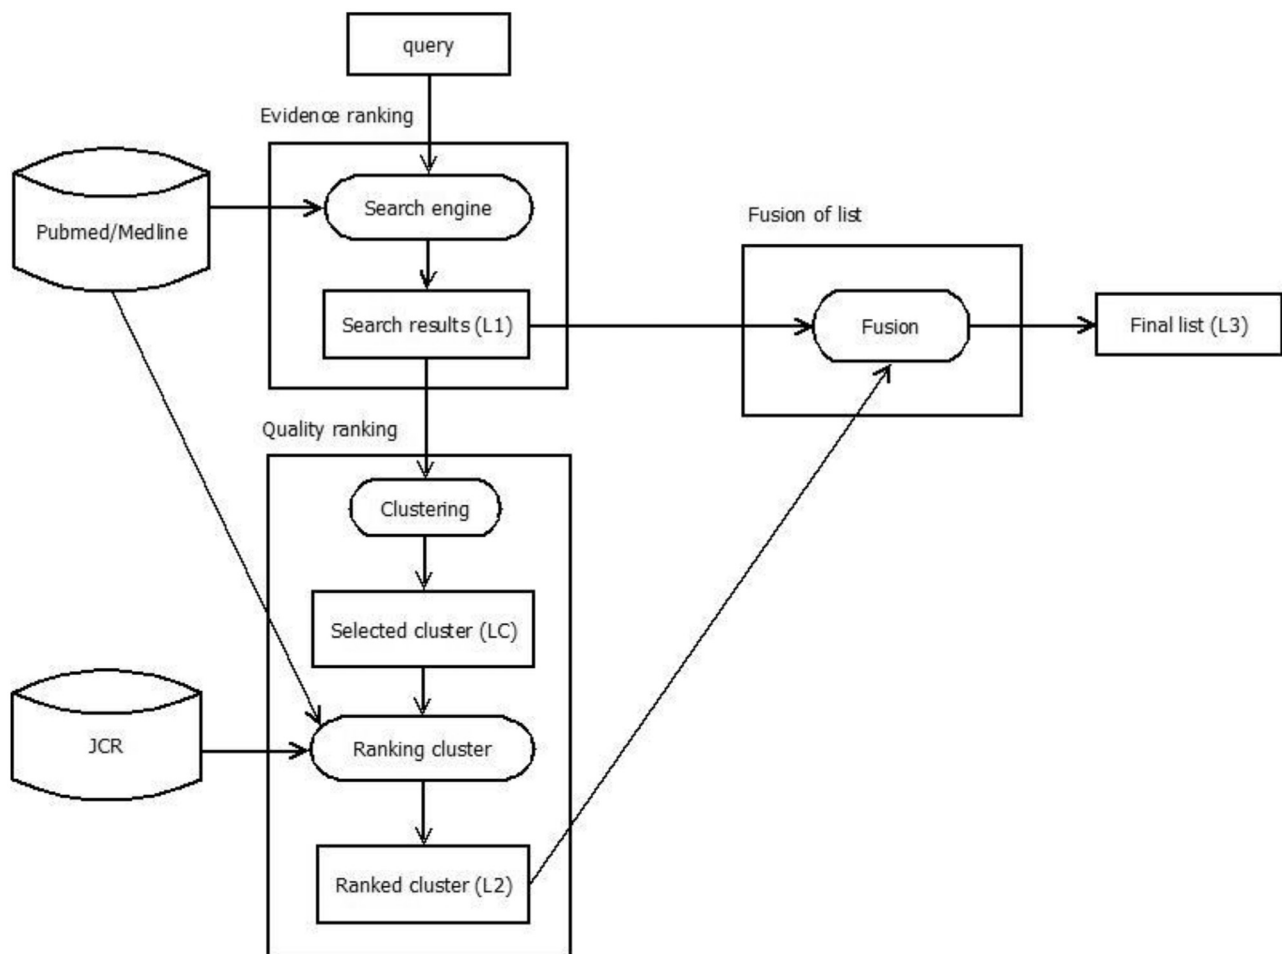 query
Evidence ranking
Pubmed/Medline
Search engine
Search results (L1)
Fusion of list
Fusion
Final list (L3)
Quality ranking
Clustering
Selected cluster (LC)
JCR
Ranking cluster
Ranked cluster (L2)